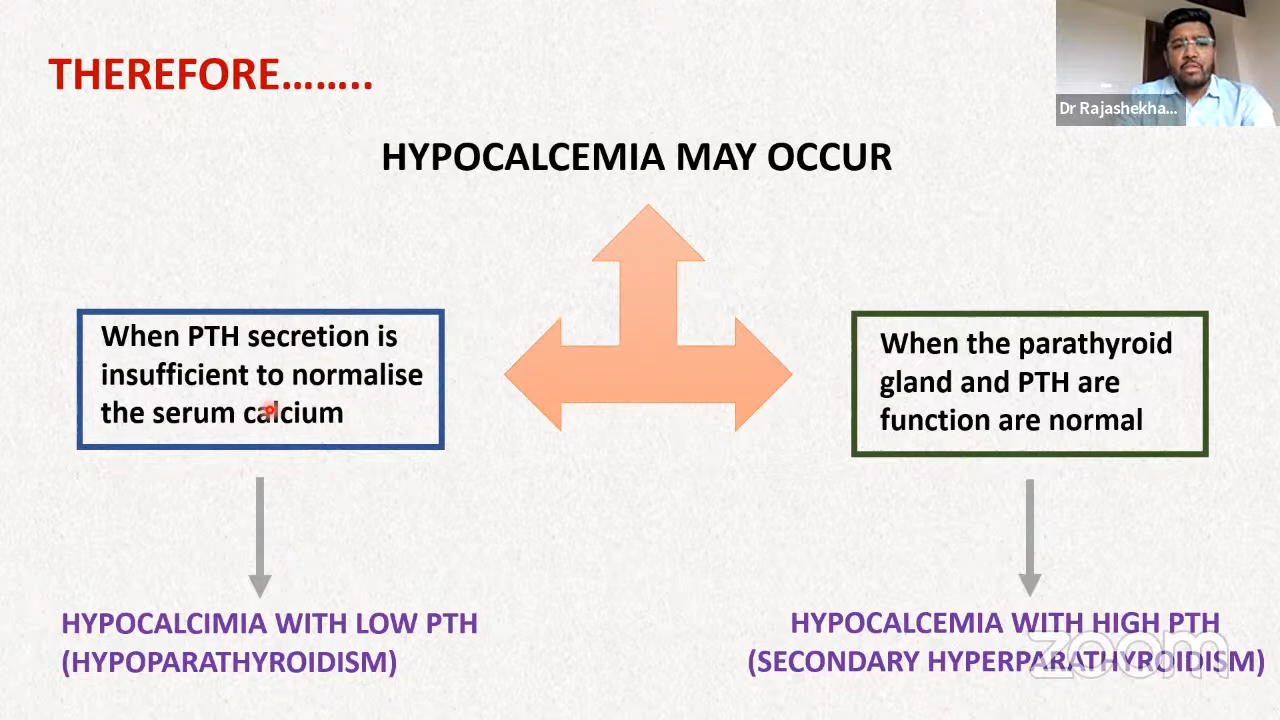 THEREFORE........
Dr Rajashekha...
HYPOCALCEMIA MAY OCCUR
When PTH secretion is
insufficient to normalise
the serum calcium
When the parathyroid
gland and PTH are
function are normal
HYPOCALCIMIA WITH LOW PTH
(HYPOPARATHYROIDISM)
HYPOCALCEMIA WITH HIGH PTH
(SECONDARY HYPERPARATHYROIDISM)
zoom